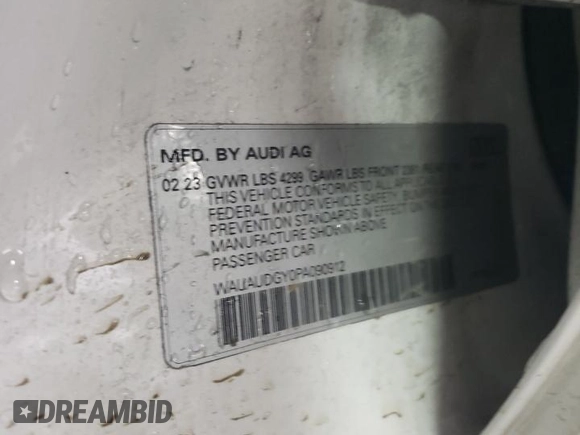 MFD. BY AUDI AG
02 23 GVWR LBS 4299 GAWR LBS FRONT
THIS VEHICLE CONFORMS TO ALL
FEDERAL MOTOR VEHICLE SAFETY,
PREVENTION STANDARDS IN EFFECT ON
MANUFACTURE SHOWN ABOVE
PASSENGER CAR
WAUAUDGY0PA090912
DREAMBID